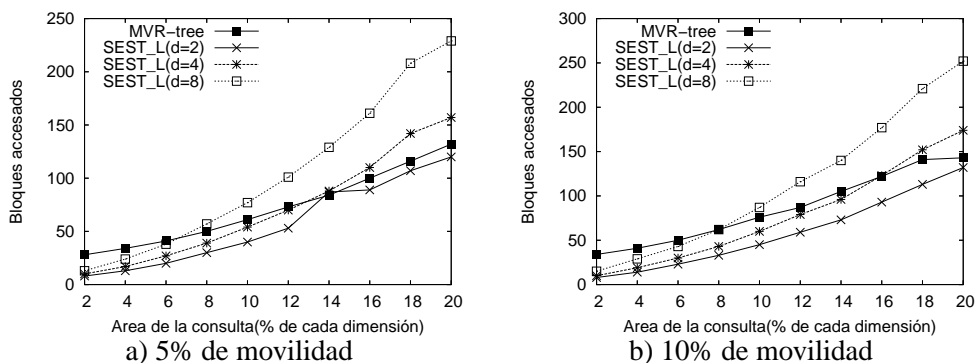 Bloques accesados
250
200
150
100
50
0
MVR-tree
SEST_L(d=2)
SEST_L(d=4)
SEST_L(d=8)
2 4 6 8 10 12 14 16 18 20
Area de la consulta(% de cada dimensión)
a) 5% de movilidad
Bloques accesados
300
250
200
150
100
50
0
MVR-tree
SEST_L(d=2)
SEST_L(d=4)
SEST_L(d=8)
2 4 6 8 10 12 14 16 18 20
Area de la consulta(% de cada dimensión)
b) 10% de movilidad